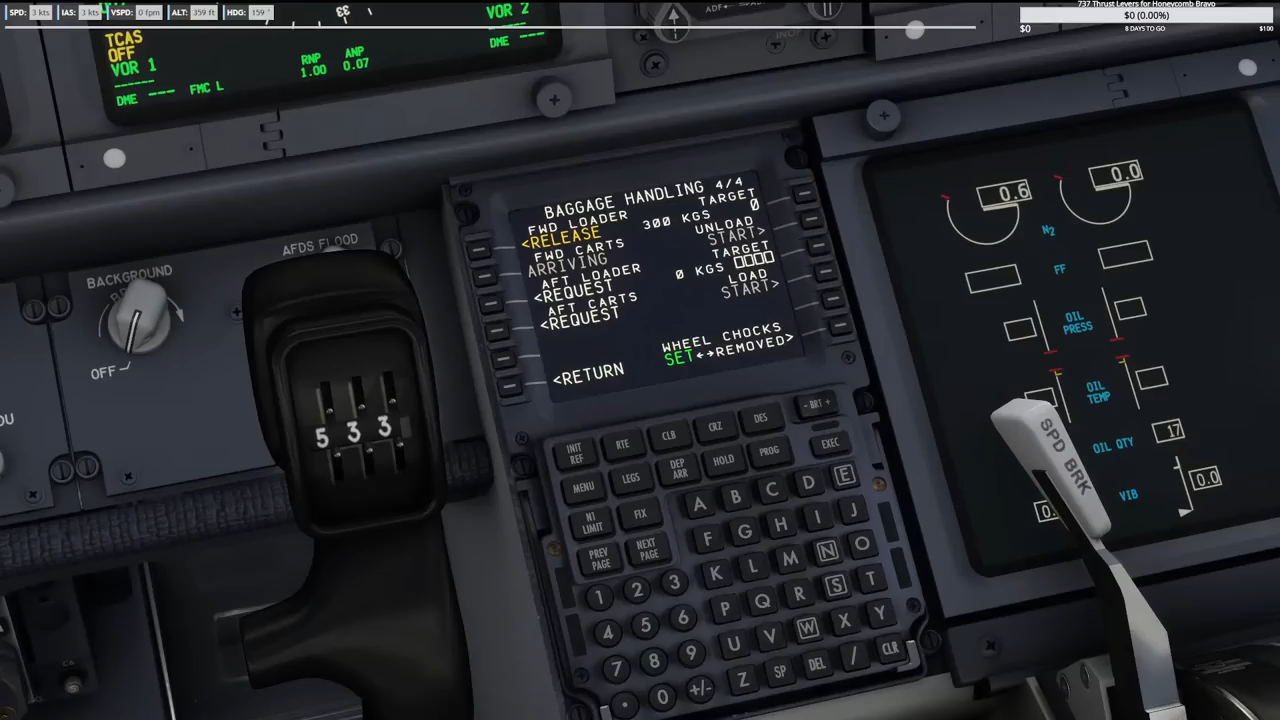 SPD: 3 kts IAS: 3 kts VSPD: 0 fpm ALT: 359 ft HDG: 159 °
737 Thrust Levers for Honeycomb Bravo
$0 (0.00%)
$0 8 DAYS TO GO $100
33
VOR 2
TCAS
OFF
VOR 1
DME ---
RNP ANP
1.00 0.07
DME --- FMC L
ADF
INOP
AFDS FLOOD
BACKGROUND
OFF
5 3 3
BAGGAGE HANDLING 4/4
FWD LOADER TARGET
<RELEASE 300 KGS 0
FWD CARTS UNLOAD
ARRIVING START>
AFT LOADER TARGET
<REQUEST 0 KGS □□□□
AFT CARTS LOAD
<REQUEST START>
WHEEL CHOCKS
<RETURN SET←→REMOVED>
INIT REF RTE CLB CRZ DES - BRT +
MENU LEGS DEP ARR HOLD PROG EXEC
N1 LIMIT FIX A B C D E
PREV PAGE NEXT PAGE F G H I J
1 2 3 K L M N O
4 5 6 P Q R S T
7 8 9 U V W X Y
. 0 +/- Z SP DEL / CLR
0.6 0.0
N2
FF
OIL
PRESS
OIL
TEMP
OIL QTY 17
VIB 0.0
SPD BRK